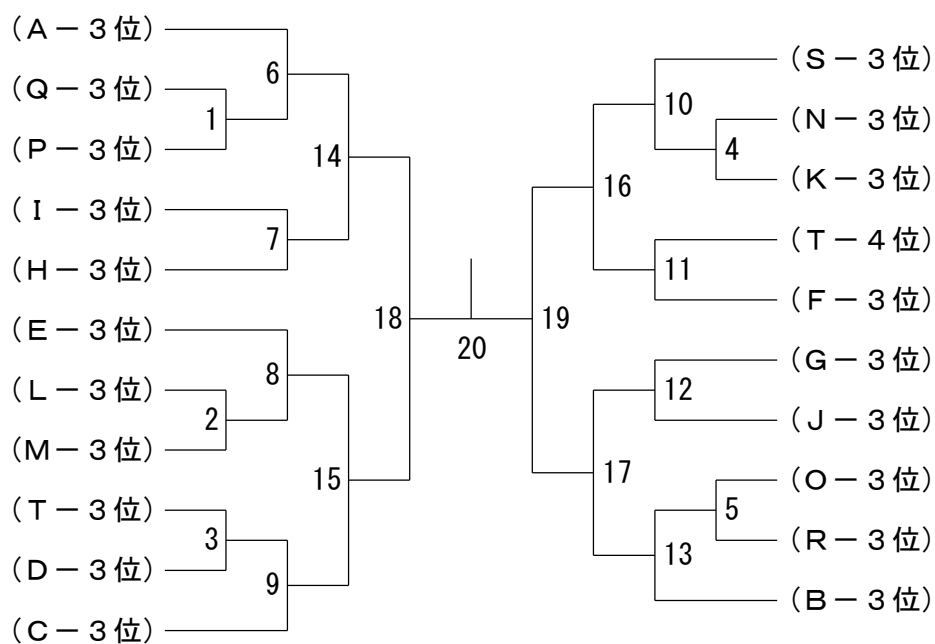 (A－3位)
(Q－3位)
(P－3位)
(I－3位)
(H－3位)
(E－3位)
(L－3位)
(M－3位)
(T－3位)
(D－3位)
(C－3位)
1
2
3
6
7
8
9
14
15
18
20
19
16
17
10
11
12
13
4
5
(S－3位)
(N－3位)
(K－3位)
(T－4位)
(F－3位)
(G－3位)
(J－3位)
(O－3位)
(R－3位)
(B－3位)